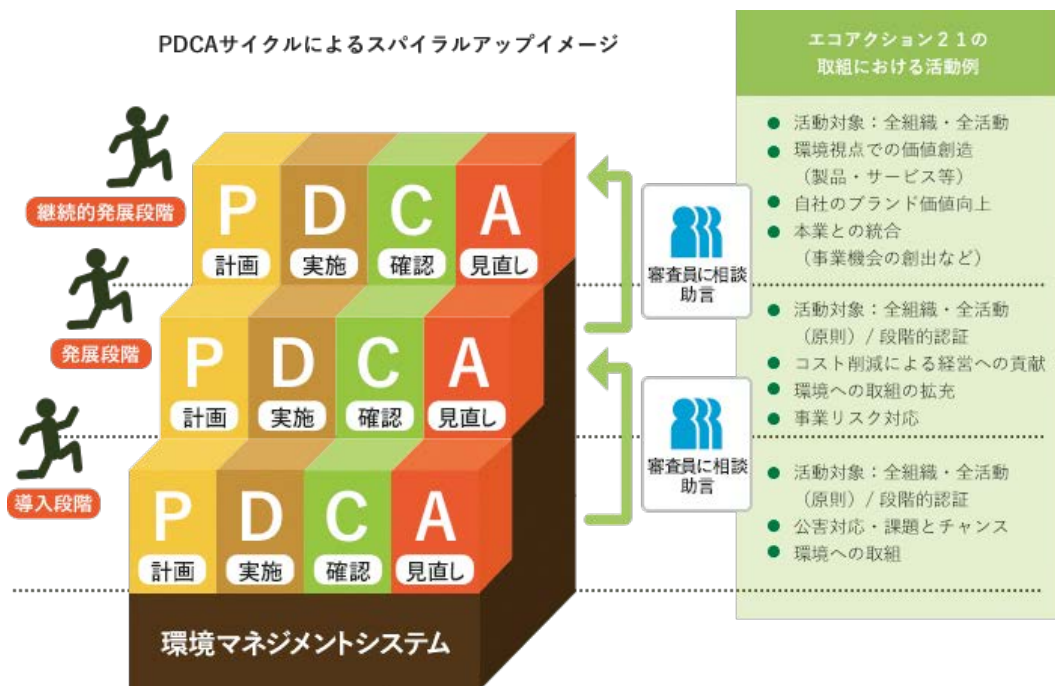 PDCAサイクルによるスパイラルアップイメージ
継続的発展段階
P D C A
計画 実施 確認 見直し
発展段階
P D C A
計画 実施 確認 見直し
導入段階
P D C A
計画 実施 確認 見直し
環境マネジメントシステム
審査員に相談
助言
審査員に相談
助言
エコアクション21の
取組における活動例
● 活動対象：全組織・全活動
● 環境視点での価値創造
（製品・サービス等）
● 自社のブランド価値向上
● 本業との統合
（事業機会の創出など）
● 活動対象：全組織・全活動
（原則）/ 段階的認証
● コスト削減による経営への貢献
● 環境への取組の拡充
● 事業リスク対応
● 活動対象：全組織・全活動
（原則）/ 段階的認証
● 公害対応・課題とチャンス
● 環境への取組